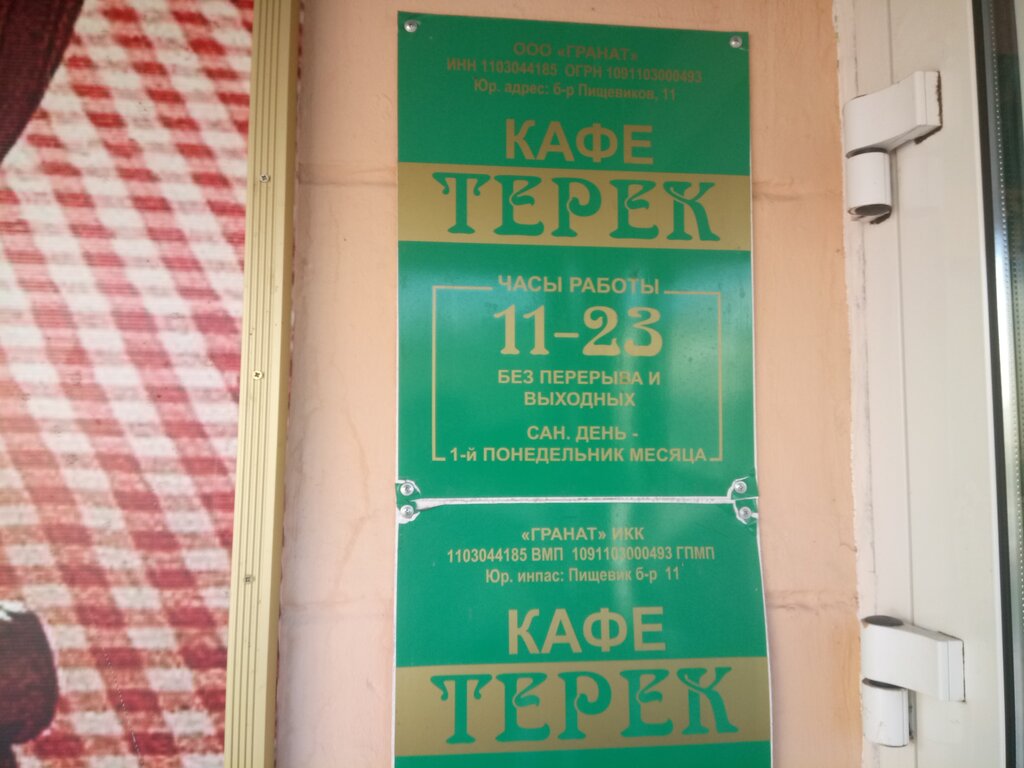 ООО «ГРАНАТ»
ИНН 1103044185 ОГРН 1091103000493
Юр. адрес: б-р Пищевиков, 11
КАФЕ
ТЕРЕК
ЧАСЫ РАБОТЫ
11-23
БЕЗ ПЕРЕРЫВА И
ВЫХОДНЫХ
САН. ДЕНЬ -
1-й ПОНЕДЕЛЬНИК МЕСЯЦА
«ГРАНАТ» ИКК
1103044185 ВМП 1091103000493 ГПМП
Юр. инпас: Пищевик б-р 11
КАФЕ
ТЕРЕК